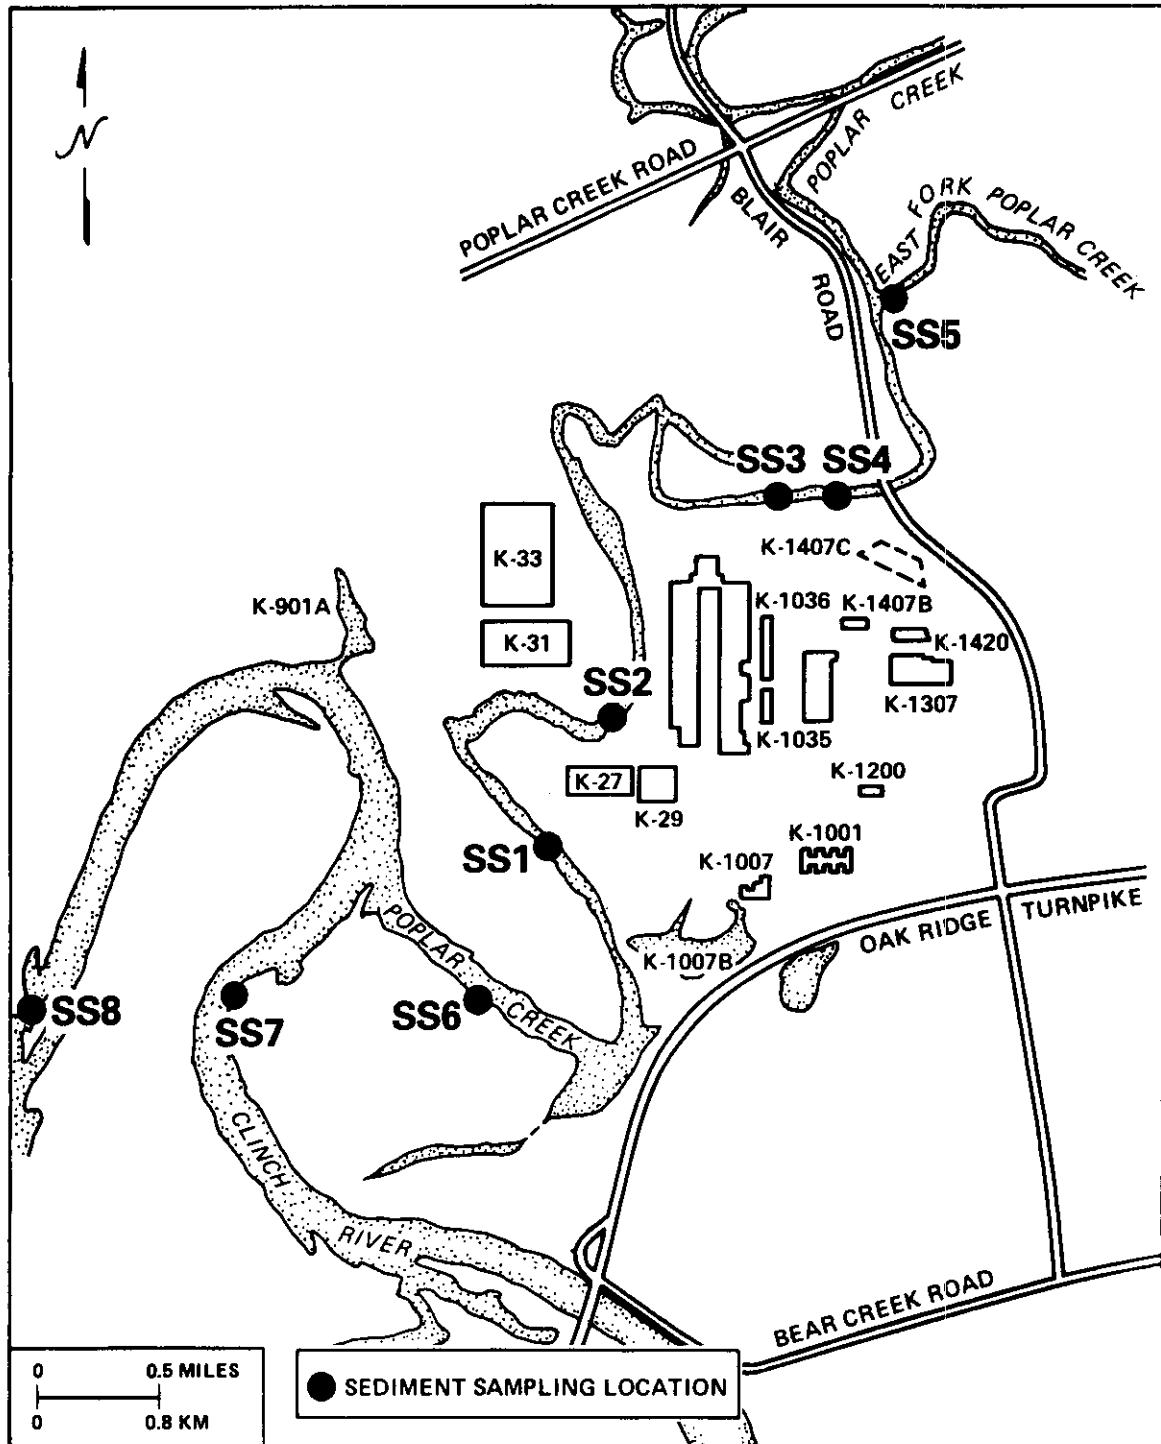 N
POPLAR CREEK ROAD
CREEK
POPLAR
BLAIR
ROAD
EAST FORK POPLAR CREEK
SS5
SS3
SS4
K-33
K-1407C
K-901A
K-1036
K-1407B
K-31
K-1420
SS2
K-1307
K-1035
K-27
K-29
K-1200
SS1
K-1001
K-1007
POPLAR
CREEK
K-1007B
OAK RIDGE TURNPIKE
SS8
SS7
SS6
CLINCH
RIVER
BEAR CREEK ROAD
0 0.5 MILES
0 0.8 KM
SEDIMENT SAMPLING LOCATION